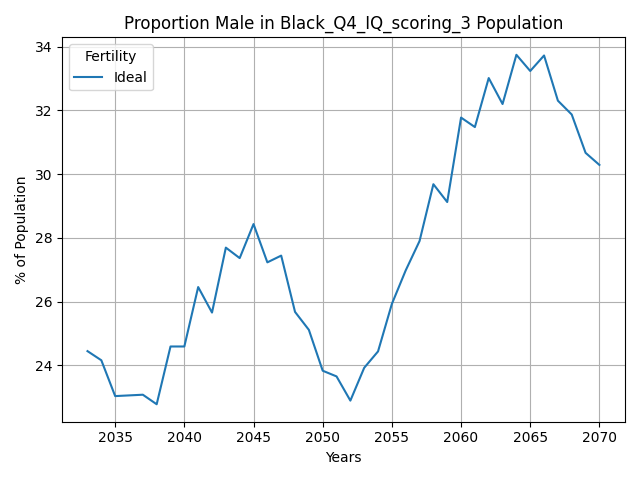 Proportion Male in Black_Q4_IQ_scoring_3 Population
Fertility
Ideal
% of Population
34
32
30
28
26
24
2035 2040 2045 2050 2055 2060 2065 2070
Years